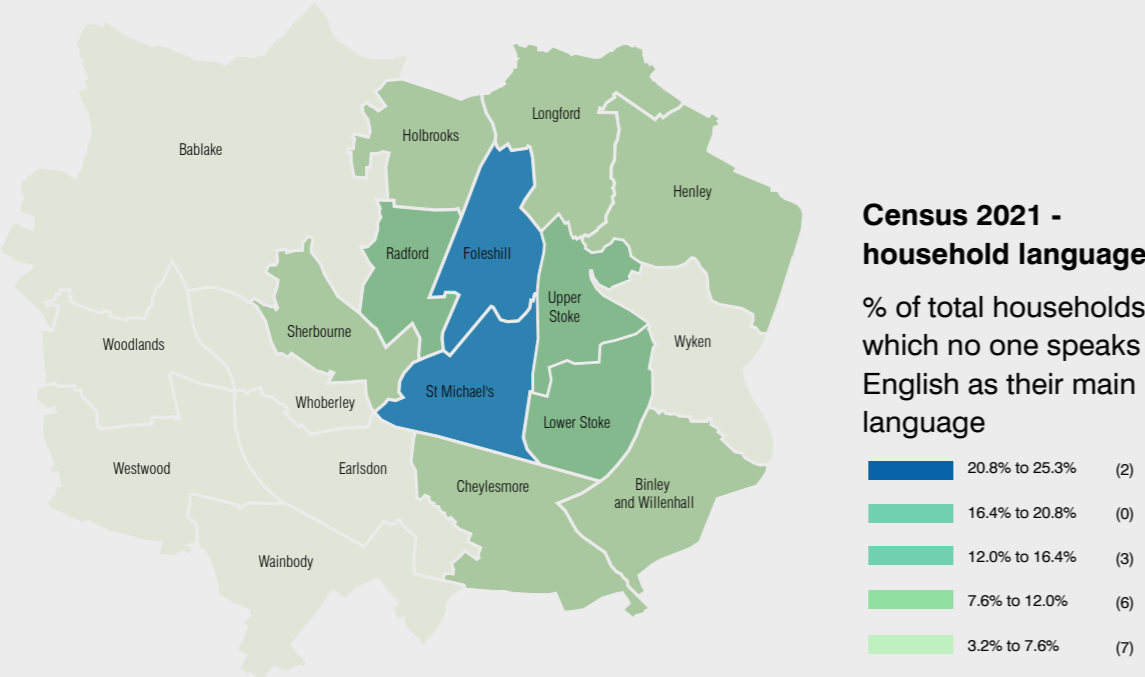 Longford
Holbrooks
Bablake
Henley
Radford
Foleshill
Upper
Stoke
Sherbourne
Wyken
Woodlands
St Michael's
Whoberley
Lower Stoke
Westwood
Earlsdon
Cheylesmore
Binley
and Willenhall
Wainbody
Census 2021 -
household language
% of total households
which no one speaks
English as their main
language
20.8% to 25.3% (2)
16.4% to 20.8% (0)
12.0% to 16.4% (3)
7.6% to 12.0% (6)
3.2% to 7.6% (7)